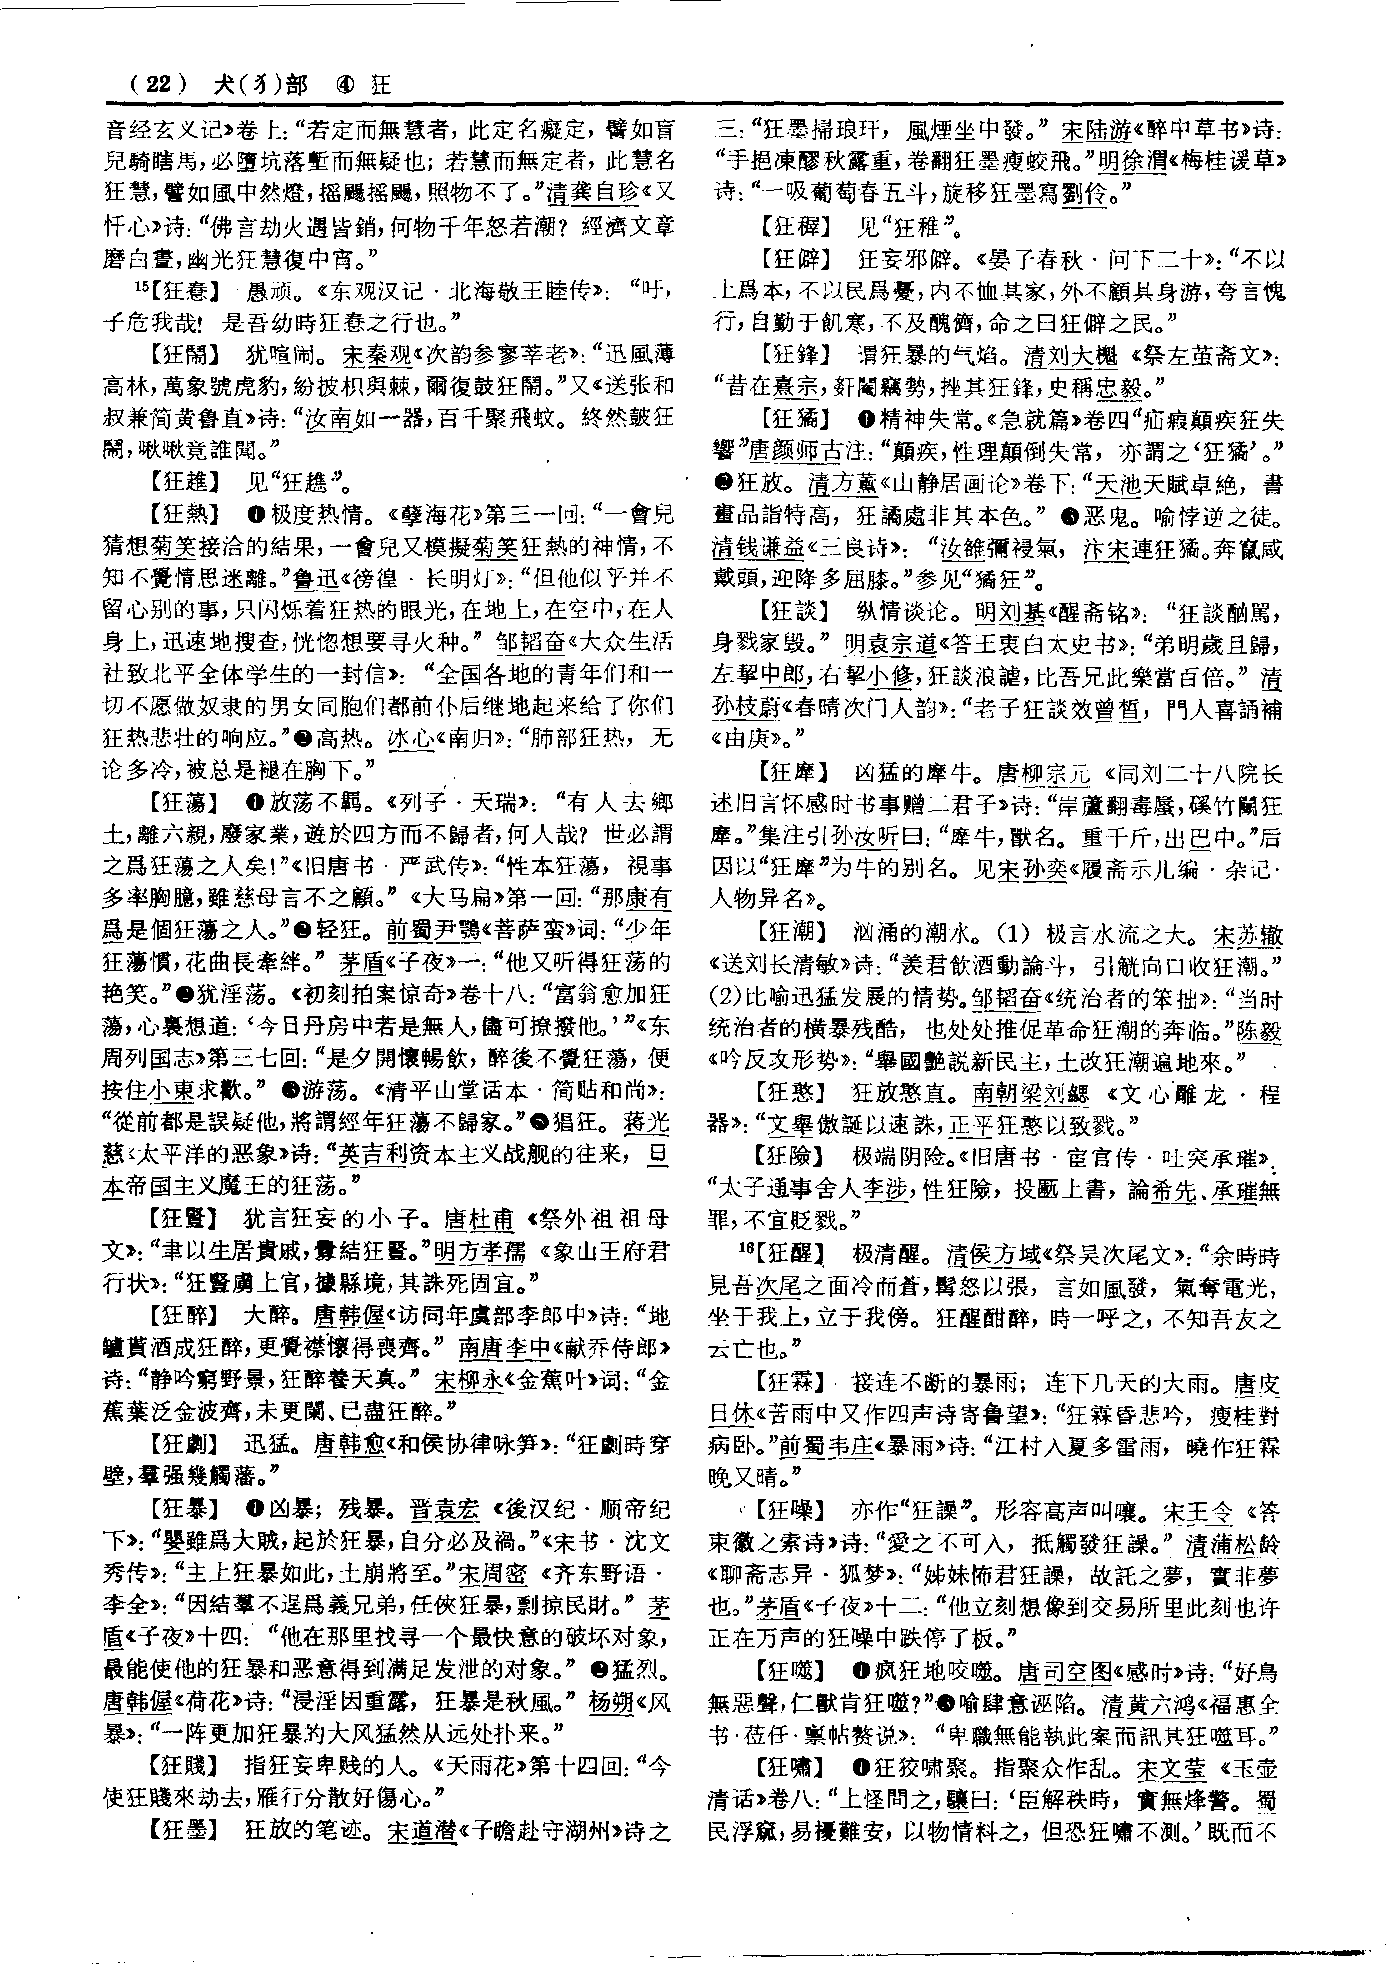 (22) 犬(犭)部 ④ 狂
音经玄义记》卷上：“若定而無慧者，此定名癡定，譬如盲
兒騎瞎馬，必墮坑落塹而無疑也；若慧而無定者，此慧名
狂慧，譬如風中然燈，摇颺摇颺，照物不了。”清龚自珍《又
忏心》诗：“佛言劫火遇皆銷，何物千年怒若潮？經濟文章
磨白晝，幽光狂慧復中宵。”
15【狂惷】 愚顽。《东观汉记·北海敬王睦传》：“吁，
子危我哉！是吾幼時狂惷之行也。”
【狂鬧】 犹喧闹。宋秦观《次韵参寥莘老》：“迅風薄
高林，萬象號虎豹，紛披枳與棘，爾復鼓狂鬧。”又《送张和
叔兼简黄鲁直》诗：“汝南如一器，百千聚飛蚊。終然鼓狂
鬧，啾啾竟誰聞。”
【狂趡】 见“狂趭”。
【狂熱】 ❶极度热情。《孽海花》第三一回：“一會兒
猜想菊笑接洽的結果，一會兒又模擬菊笑狂熱的神情，不
知不覺情思迷離。”鲁迅《徬徨·长明灯》：“但他似乎并不
留心别的事，只闪烁着狂热的眼光，在地上，在空中，在人
身上，迅速地搜查，恍惚想要寻火种。”邹韬奋《大众生活
社致北平全体学生的一封信》：“全国各地的青年们和一
切不愿做奴隶的男女同胞们都前仆后继地起来给了你们
狂热悲壮的响应。”❷高热。冰心《南归》：“肺部狂热，无
论多冷，被总是褪在胸下。”
【狂蕩】 ❶放荡不羁。《列子·天瑞》：“有人去鄉
土，離六親，廢家業，遊於四方而不歸者，何人哉？世必謂
之爲狂蕩之人矣！”《旧唐书·严武传》：“性本狂蕩，視事
多率胸臆，雖慈母言不之顧。”《大马扁》第一回：“那康有
爲是個狂蕩之人。”❷轻狂。前蜀尹鶚《菩萨蛮》词：“少年
狂蕩慣，花曲長牽絆。”茅盾《子夜》一：“他又听得狂荡的
艳笑。”❸犹淫荡。《初刻拍案惊奇》卷十八：“富翁愈加狂
蕩，心裏想道：‘今日丹房中若是無人，儘可撩撥他。’”《东
周列国志》第三七回：“是夕開懷暢飲，醉後不覺狂蕩，便
按住小東求歡。”❹游荡。《清平山堂话本·简贴和尚》：
“從前都是誤疑他，將謂經年狂蕩不歸家。”❺猖狂。蒋光
慈《太平洋的恶象》诗：“英吉利资本主义战舰的往来，日
本帝国主义魔王的狂荡。”
【狂豎】 犹言狂妄的小子。唐杜甫《祭外祖祖母
文》：“聿以生居貴戚，釁結狂豎。”明方孝孺《象山王府君
行状》：“狂豎虜上官，據縣境，其誅死固宜。”
【狂醉】 大醉。唐韩偓《访同年虞部李郎中》诗：“地
罏貰酒成狂醉，更覺襟懷得喪齊。”南唐李中《献乔侍郎》
诗：“静吟窮野景，狂醉養天真。”宋柳永《金蕉叶》词：“金
蕉葉泛金波齊，未更闌、已盡狂醉。”
【狂劇】 迅猛。唐韩愈《和侯协律咏笋》：“狂劇時穿
壁，羣强幾觸藩。”
【狂暴】 ❶凶暴；残暴。晋袁宏《後汉纪·顺帝纪
下》：“嬰雖爲大賊，起於狂暴，自分必及禍。”《宋书·沈文
秀传》：“主上狂暴如此，土崩將至。”宋周密《齐东野语·
李全》：“因結羣不逞爲義兄弟，任俠狂暴，剽掠民財。”茅
盾《子夜》十四：“他在那里找寻一个最快意的破坏对象，
最能使他的狂暴和恶意得到满足发泄的对象。”❷猛烈。
唐韩偓《荷花》诗：“浸淫因重露，狂暴是秋風。”杨朔《风
暴》：“一阵更加狂暴的大风猛然从远处扑来。”
【狂賤】 指狂妄卑贱的人。《天雨花》第十四回：“今
使狂賤來劫去，雁行分散好傷心。”
【狂墨】 狂放的笔迹。宋道潜《子瞻赴守湖州》诗之
三：“狂墨掃琅玕，風煙坐中發。”宋陆游《醉中草书》诗：
“手挹凍醪秋露重，卷翻狂墨瘦蛟飛。”明徐渭《梅桂谖草》
诗：“一吸葡萄春五斗，旋移狂墨寫劉伶。”
【狂穉】 见“狂稚”。
【狂僻】 狂妄邪僻。《晏子春秋·问下二十》：“不以
上爲本，不以民爲憂，内不恤其家，外不顧其身游，夸言愧
行，自勤于飢寒，不及醜儕，命之曰狂僻之民。”
【狂鋒】 谓狂暴的气焰。清刘大櫆《祭左茧斋文》：
“昔在熹宗，奸閹竊勢，挫其狂鋒，史稱忠毅。”
【狂獝】 ❶精神失常。《急就篇》卷四“疝瘕顛疾狂失
響”唐颜师古注：“顛疾，性理顛倒失常，亦謂之‘狂獝’。”
❷狂放。清方薰《山静居画论》卷下：“天池天賦卓絶，書
畫品詣特高，狂譎處非其本色。”❸恶鬼。喻悖逆之徒。
清钱谦益《三良诗》：“汝雒彌祲氣，汴宋連狂獝。奔竄咸
戴頭，迎降多屈膝。”参见“獝狂”。
【狂談】 纵情谈论。明刘基《醒斋铭》：“狂談酗駡，
身戮家毁。”明袁宗道《答王衷白太史书》：“弟明歲且歸，
左挈中郎，右挈小修，狂談浪謔，比吾兄此樂當百倍。”清
孙枝蔚《春晴次门人韵》：“老子狂談效曾晳，門人喜誦補
《由庚》。”
【狂犘】 凶猛的犘牛。唐柳宗元《同刘二十八院长
述旧言怀感时书事赠二君子》诗：“岸蘆翻毒蜃，磎竹鬭狂
犘。”集注引孙汝听曰：“犘牛，獸名。重千斤，出巴中。”后
因以“狂犘”为牛的别名。见宋孙奕《履斋示儿编·杂记·
人物异名》。
【狂潮】 汹涌的潮水。(1) 极言水流之大。宋苏辙
《送刘长清敏》诗：“羡君飲酒動論斗，引觥向口收狂潮。”
(2)比喻迅猛发展的情势。邹韬奋《统治者的笨拙》：“当时
统治者的横暴残酷，也处处推促革命狂潮的奔临。”陈毅
《吟反攻形势》：“舉國艷説新民主，土改狂潮遍地來。”
【狂憨】 狂放憨直。南朝梁刘勰《文心雕龙·程
器》：“文舉傲誕以速誅，正平狂憨以致戮。”
【狂險】 极端阴险。《旧唐书·宦官传·吐突承璀》：
“太子通事舍人李涉，性狂險，投匭上書，論希先、承璀無
罪，不宜貶戮。”
16【狂醒】 极清醒。清侯方域《祭吴次尾文》：“余時時
見吾次尾之面冷而蒼，髯怒以張，言如風發，氣奪電光，
坐于我上，立于我傍。狂醒酣醉，時一呼之，不知吾友之
云亡也。”
【狂霖】 接连不断的暴雨；连下几天的大雨。唐皮
日休《苦雨中又作四声诗寄鲁望》：“狂霖昏悲吟，瘦桂對
病卧。”前蜀韦庄《暴雨》诗：“江村入夏多雷雨，曉作狂霖
晚又晴。”
【狂噪】 亦作“狂譟”。形容高声叫嚷。宋王令《答
束徽之索诗》诗：“愛之不可入，抵觸發狂譟。”清蒲松龄
《聊斋志异·狐梦》：“姊妹怖君狂譟，故託之夢，實非夢
也。”茅盾《子夜》十二：“他立刻想像到交易所里此刻也许
正在万声的狂噪中跌停了板。”
【狂噬】 ❶疯狂地咬噬。唐司空图《感时》诗：“好鳥
無惡聲，仁獸肯狂噬？”❷喻肆意诬陷。清黄六鸿《福惠全
书·莅任·禀帖赘说》：“卑職無能執此案而訊其狂噬耳。”
【狂嘯】 ❶狂狡啸聚。指聚众作乱。宋文莹《玉壶
清话》卷八：“上怪問之，驤曰：‘臣解秩時，實無烽警。蜀
民浮窳，易擾難安，以物情料之，但恐狂嘯不測。’既而不